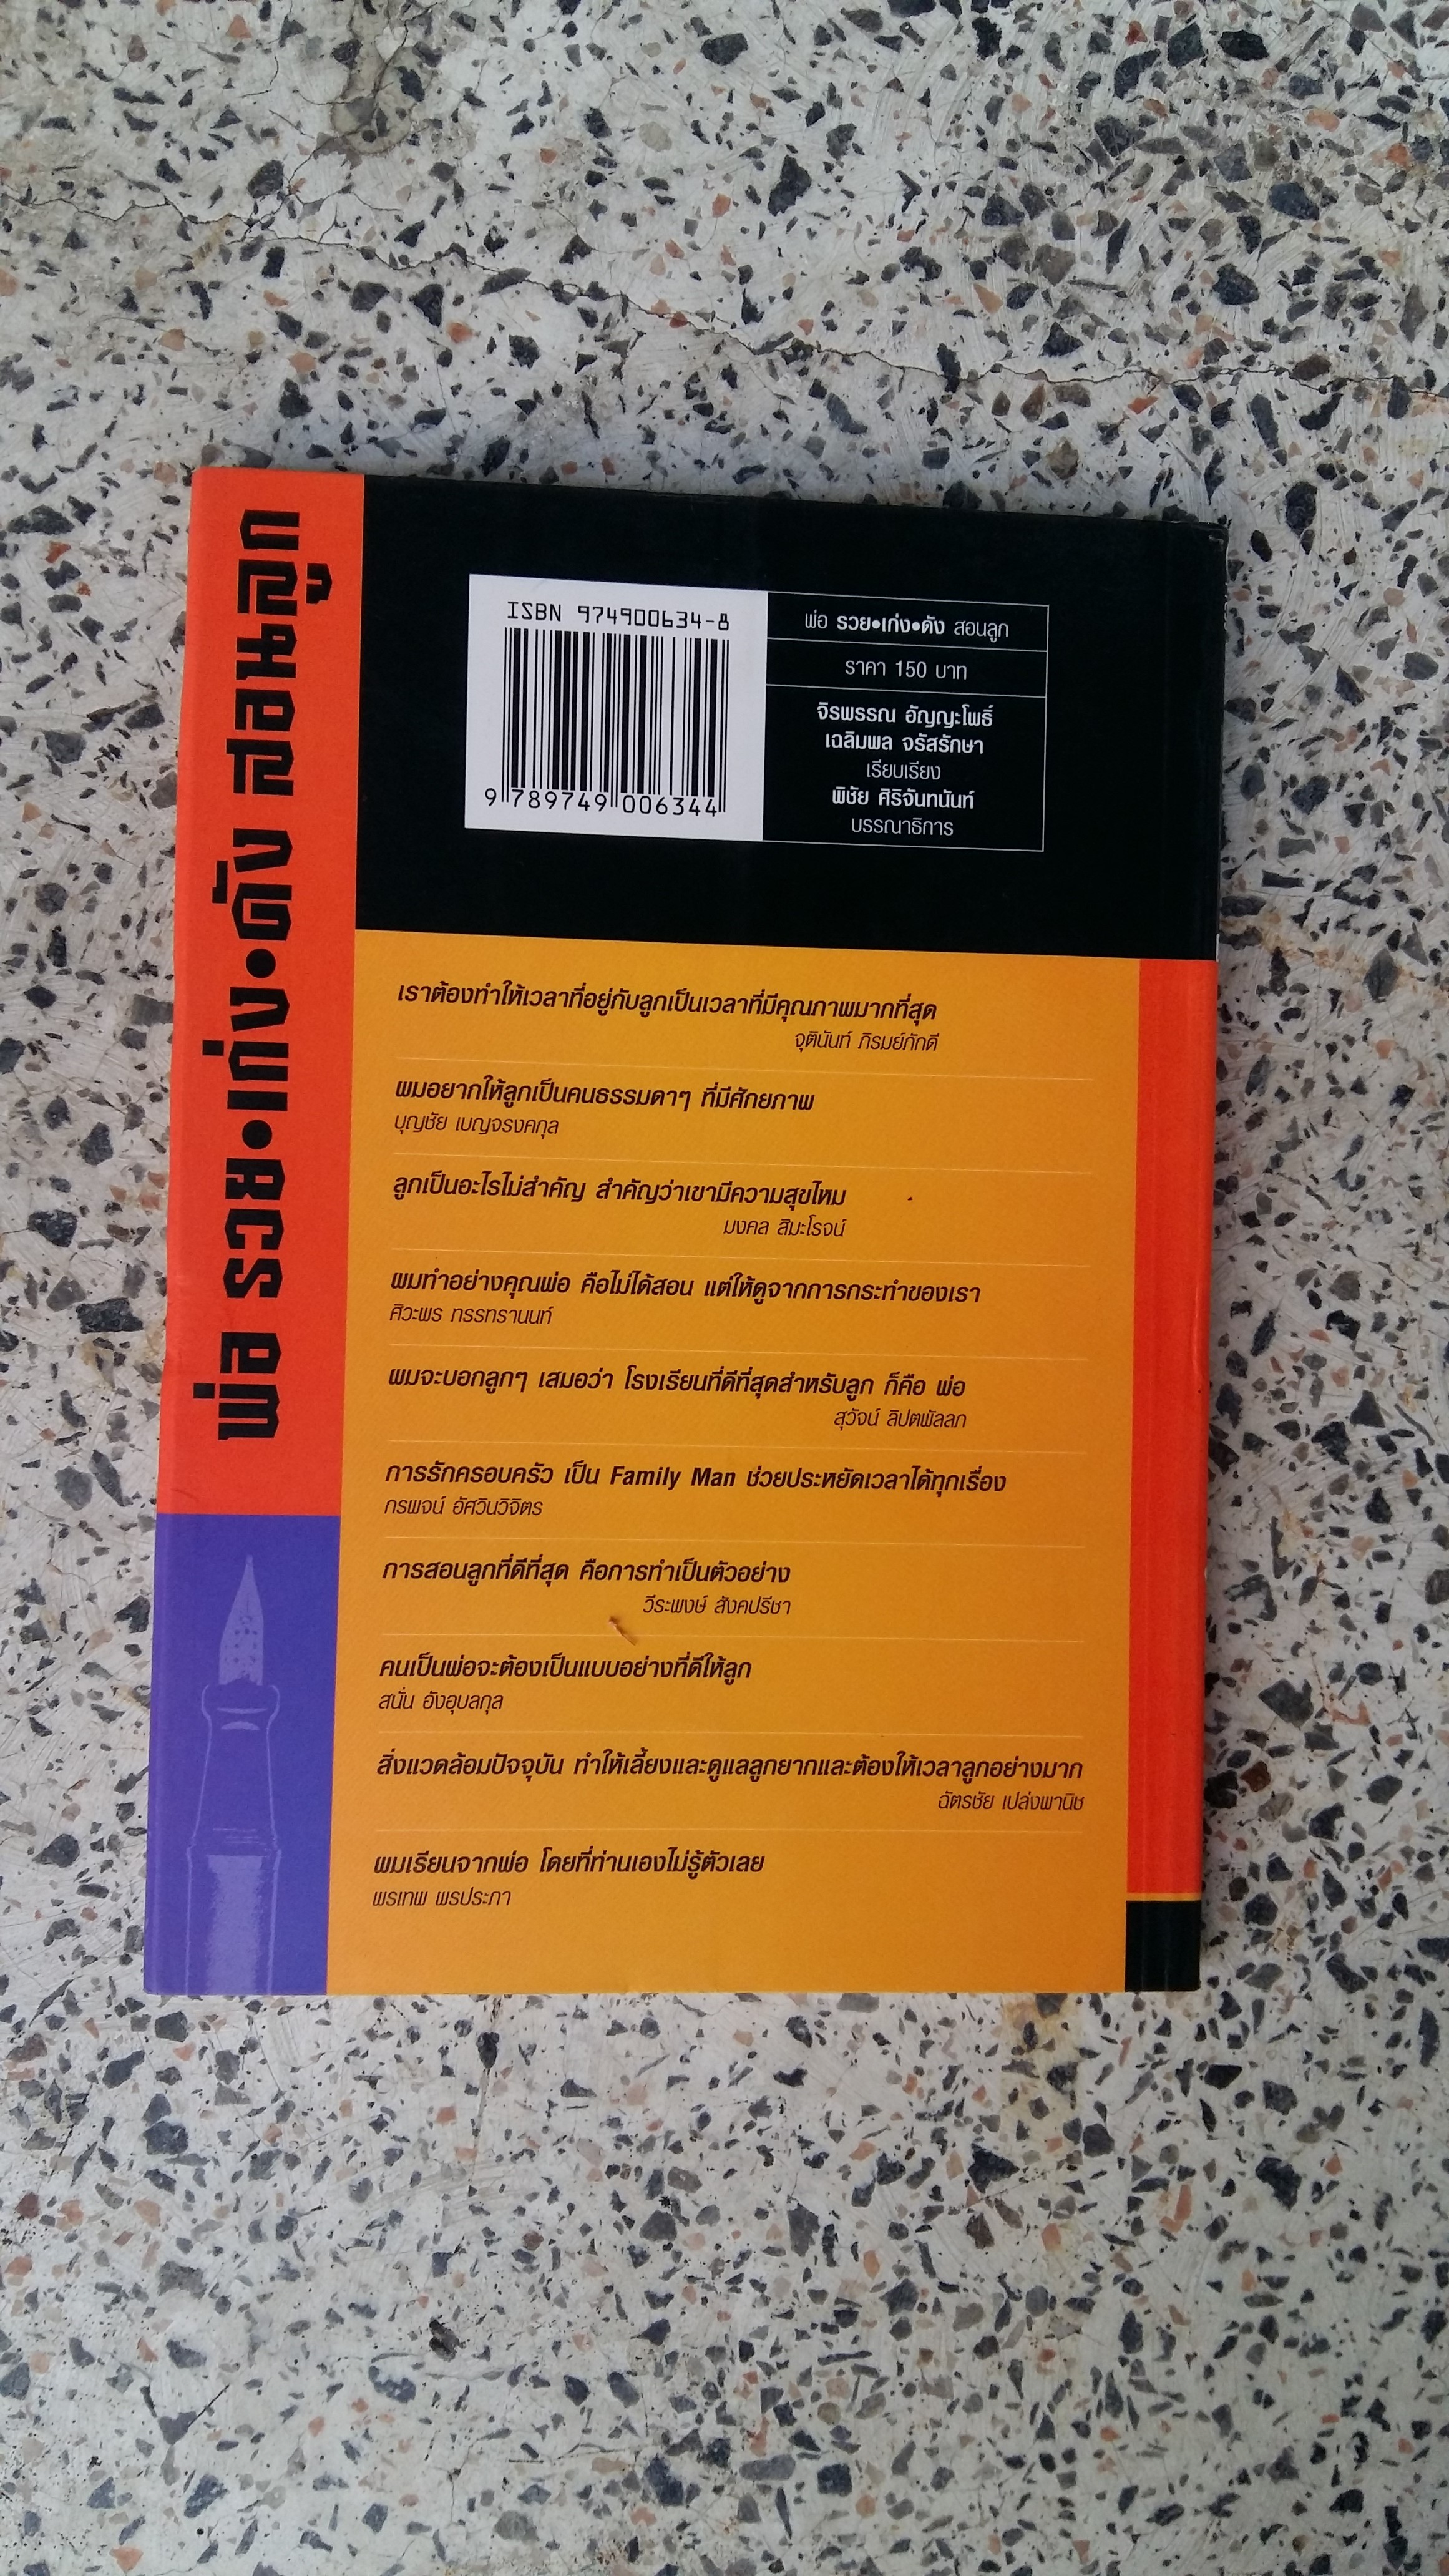 พ่อ รวย•เก่ง•ดัง สอนลูก
ISBN 974900634-8
9 789749 006344
พ่อ รวย•เก่ง•ดัง สอนลูก
ราคา 150 บาท
จิรพรรณ อัญญะโพธิ์
เฉลิมพล จรัสรักษา
เรียบเรียง
พิชัย ศิริจันทนันท์
บรรณาธิการ
เราต้องทำให้เวลาที่อยู่กับลูกเป็นเวลาที่มีคุณภาพมากที่สุด
จุตินันท์ ภิรมย์ภักดี
ผมอยากให้ลูกเป็นคนธรรมดาๆ ที่มีศักยภาพ
บุญชัย เบญจรงคกุล
ลูกเป็นอะไรไม่สำคัญ สำคัญว่าเขามีความสุขไหม
มงคล สิมะโรจน์
ผมทำอย่างคุณพ่อ คือไม่ได้สอน แต่ให้ดูจากการกระทำของเรา
ศิวะพร ทรรทรานนท์
ผมจะบอกลูกๆ เสมอว่า โรงเรียนที่ดีที่สุดสำหรับลูก ก็คือ พ่อ
สุวัจน์ ลิปตพัลลภ
การรักครอบครัว เป็น Family Man ช่วยประหยัดเวลาได้ทุกเรื่อง
กรพจน์ อัศวินวิจิตร
การสอนลูกที่ดีที่สุด คือการทำเป็นตัวอย่าง
วีระพงษ์ สังคปรีชา
คนเป็นพ่อจะต้องเป็นแบบอย่างที่ดีให้ลูก
สนั่น อังอุบลกุล
สิ่งแวดล้อมปัจจุบัน ทำให้เลี้ยงและดูแลลูกยากและต้องให้เวลาลูกอย่างมาก
ฉัตรชัย เปล่งพานิช
ผมเรียนจากพ่อ โดยที่ท่านเองไม่รู้ตัวเลย
พรเทพ พรประภา